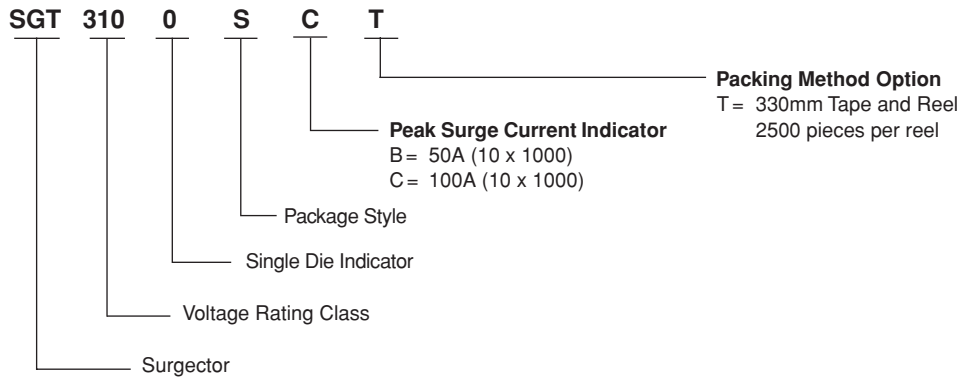 SGT 310 0 S C T
Packing Method Option
T = 330mm Tape and Reel
2500 pieces per reel
Peak Surge Current Indicator
B = 50A (10 x 1000)
C = 100A (10 x 1000)
Package Style
Single Die Indicator
Voltage Rating Class
Surgector